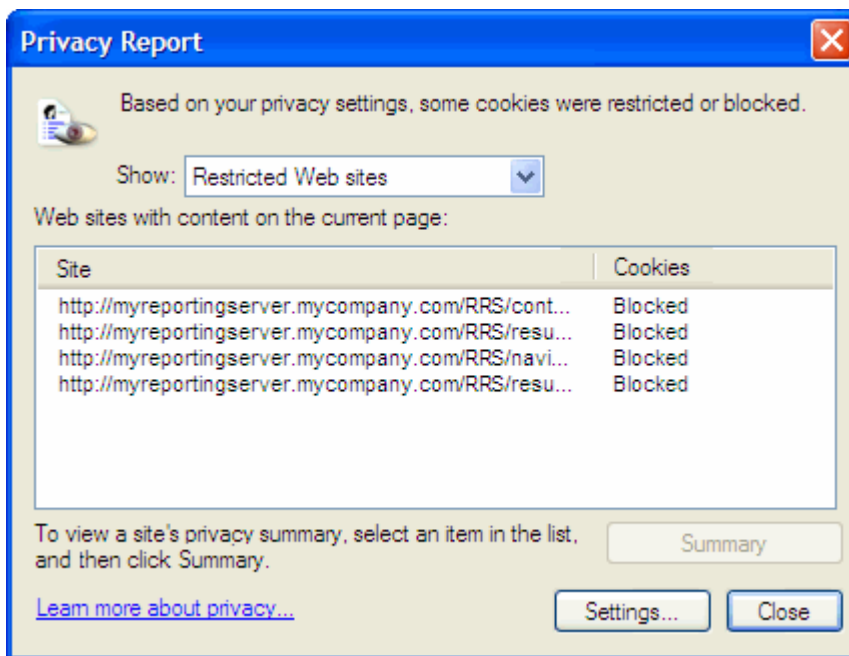 Privacy Report
Based on your privacy settings, some cookies were restricted or blocked.
Show: Restricted Web sites
Web sites with content on the current page:
Site Cookies
http://myreportingserver.mycompany.com/RRS/cont... Blocked
http://myreportingserver.mycompany.com/RRS/resu... Blocked
http://myreportingserver.mycompany.com/RRS/navi... Blocked
http://myreportingserver.mycompany.com/RRS/resu... Blocked
To view a site's privacy summary, select an item in the list,
and then click Summary.
Summary
Learn more about privacy...
Settings... Close